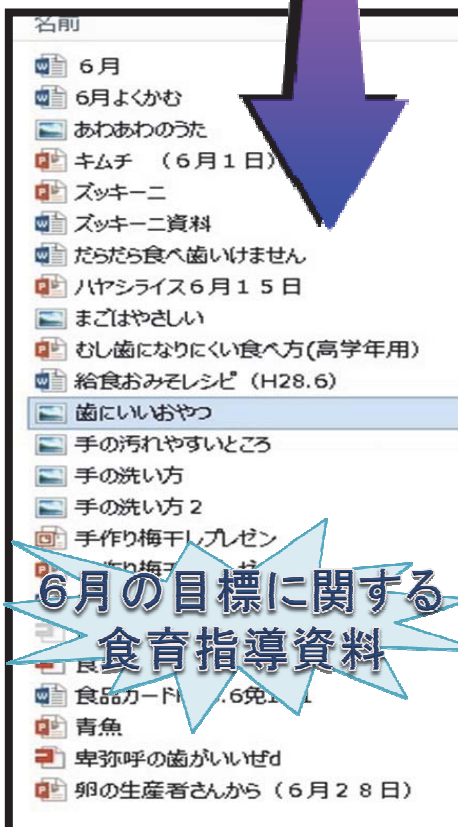 名前
6月
6月よくかむ
あわあわのうた
キムチ （6月1日）
ズッキーニ
ズッキーニ資料
だらだら食べ歯いけません
ハヤシライス6月15日
まごはやさしい
むし歯になりにくい食べ方(高学年用)
給食おみそレシピ（H28.6）
歯にいいおやつ
手の汚れやすいところ
手の洗い方
手の洗い方2
手作り梅干しプレゼン
6月の目標に関する
食育指導資料
食品カード
青魚
卑弥呼の歯がいいぜd
卵の生産者さんから（6月28日）